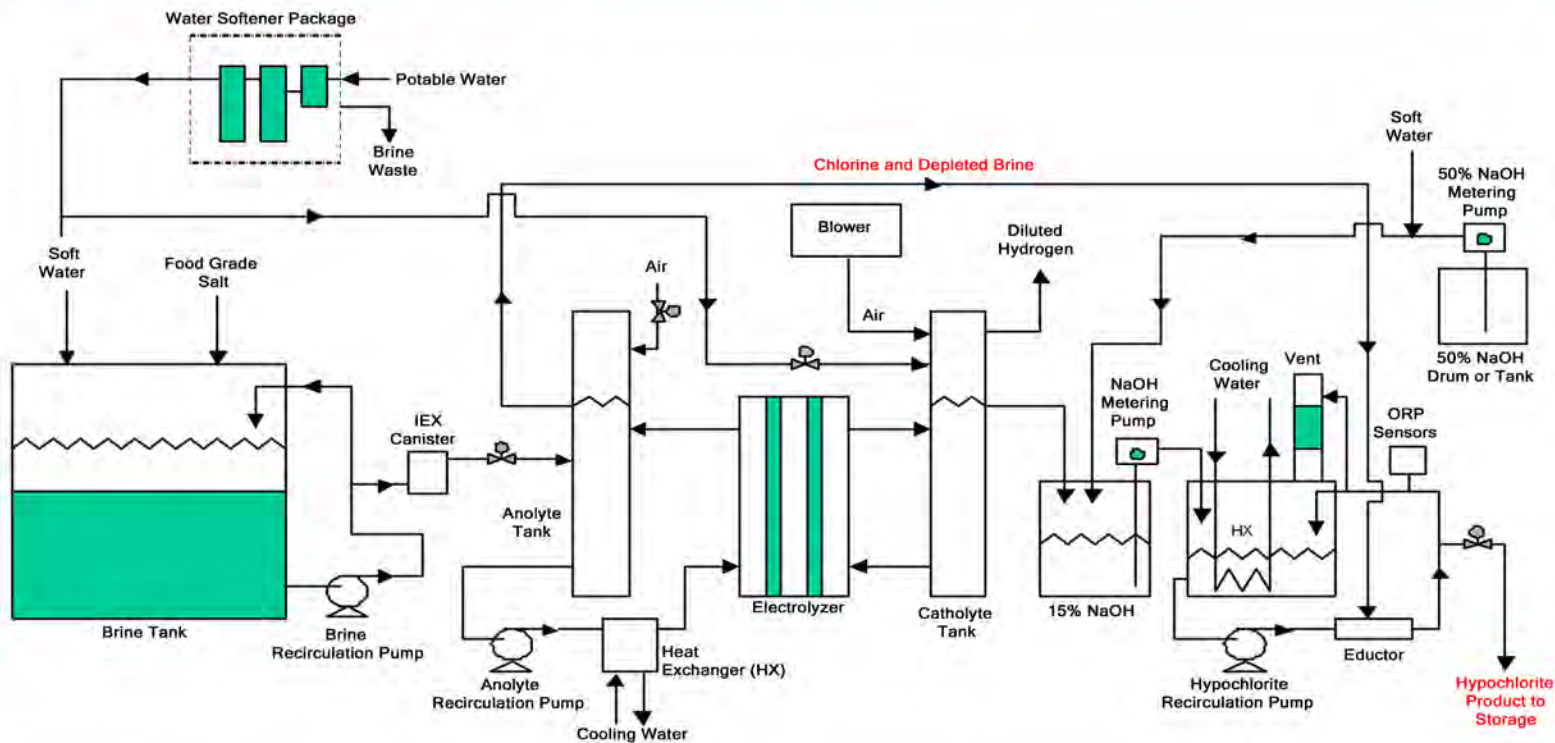 Water Softener Package
Potable Water
Brine
Waste
Chlorine and Depleted Brine
Soft
Water
50% NaOH
Metering
Pump
Blower
Diluted
Hydrogen
Soft
Water
Food Grade
Salt
Air
Air
50% NaOH
Drum or Tank
Cooling
Water
Vent
NaOH
Metering
Pump
ORP
Sensors
IEX
Canister
Anolyte
Tank
HX
Electrolyzer
Catholyte
Tank
15% NaOH
Brine Tank
Brine
Recirculation Pump
Heat
Exchanger (HX)
Eductor
Anolyte
Recirculation Pump
Hypochlorite
Recirculation Pump
Hypochlorite
Product to
Storage
Cooling Water